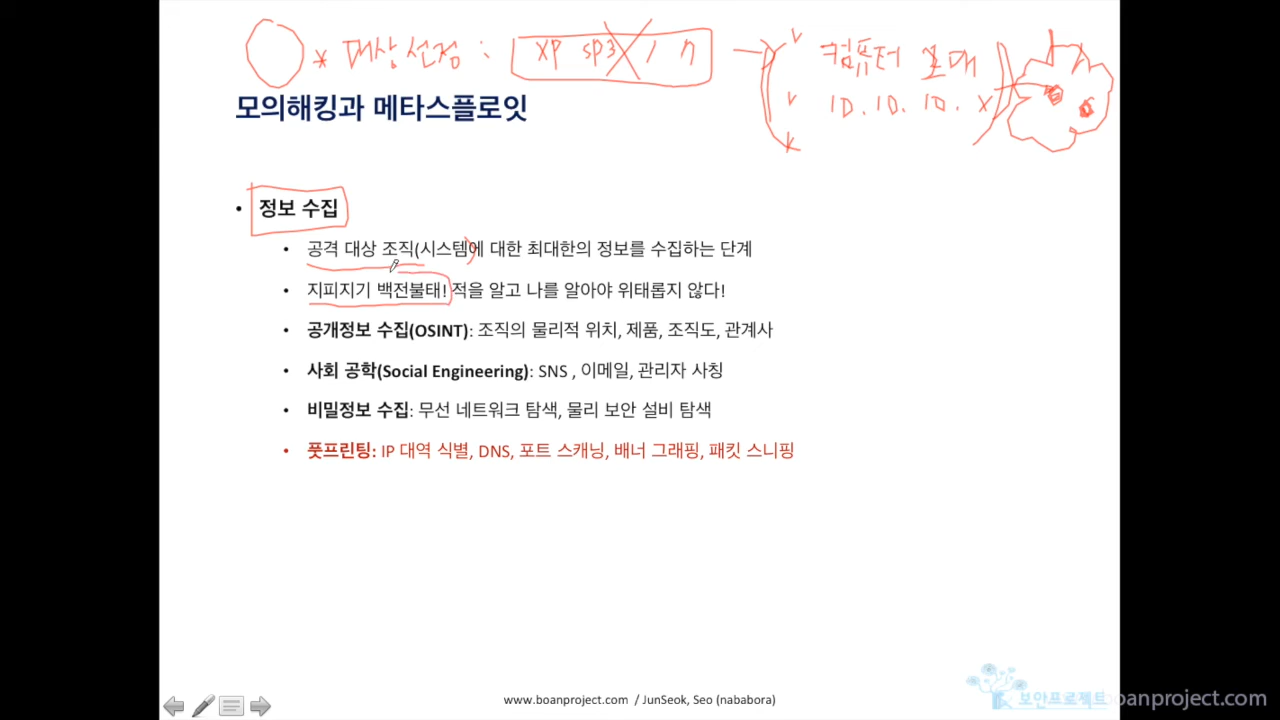 * 대상선정 : XP SP3 / 7 컴퓨터 2대
10.10.10.X
모의해킹과 메타스플로잇
• 정보 수집
• 공격 대상 조직(시스템)에 대한 최대한의 정보를 수집하는 단계
• 지피지기 백전불태! 적을 알고 나를 알아야 위태롭지 않다!
• 공개정보 수집(OSINT): 조직의 물리적 위치, 제품, 조직도, 관계사
• 사회 공학(Social Engineering): SNS , 이메일, 관리자 사칭
• 비밀정보 수집: 무선 네트워크 탐색, 물리 보안 설비 탐색
• 풋프린팅: IP 대역 식별, DNS, 포트 스캐닝, 배너 그래핑, 패킷 스니핑
www.boanproject.com / JunSeok, Seo (nababora)
보안프로젝트
boanproject.com